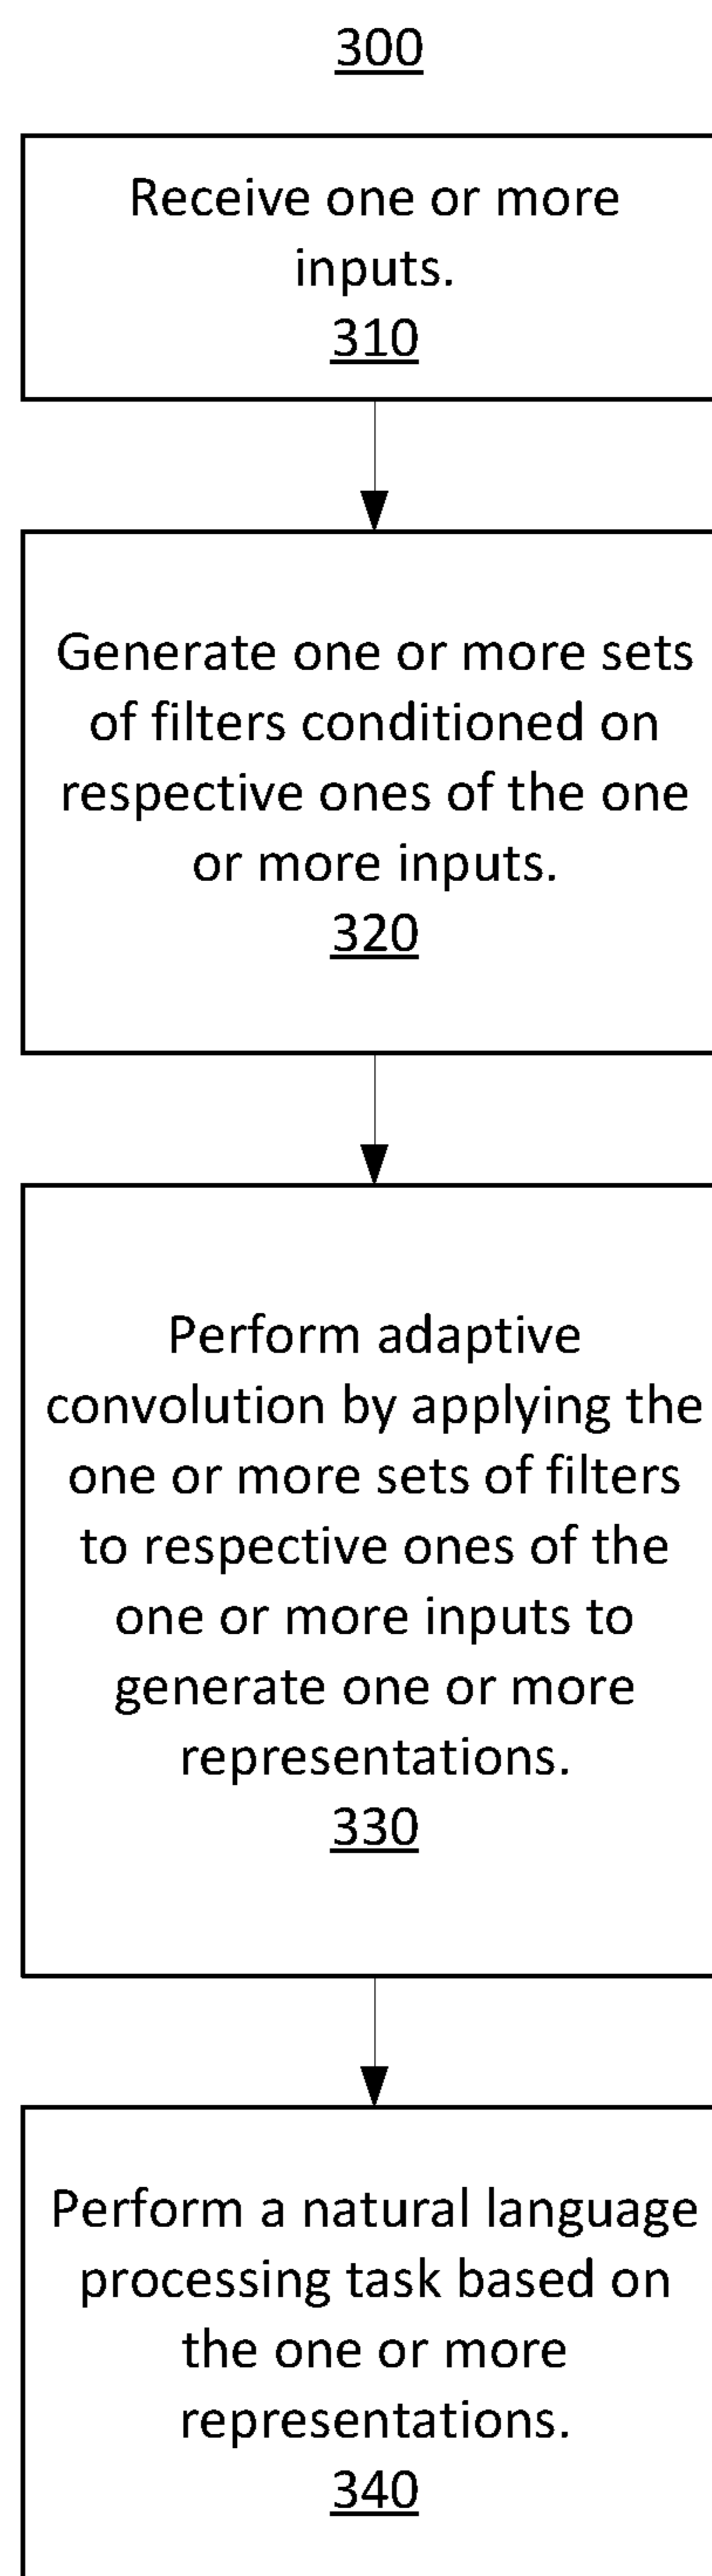 300
Receive one or more
inputs.
310
Generate one or more sets
of filters conditioned on
respective ones of the one
or more inputs.
320
Perform adaptive
convolution by applying the
one or more sets of filters
to respective ones of the
one or more inputs to
generate one or more
representations.
330
Perform a natural language
processing task based on
the one or more
representations.
340